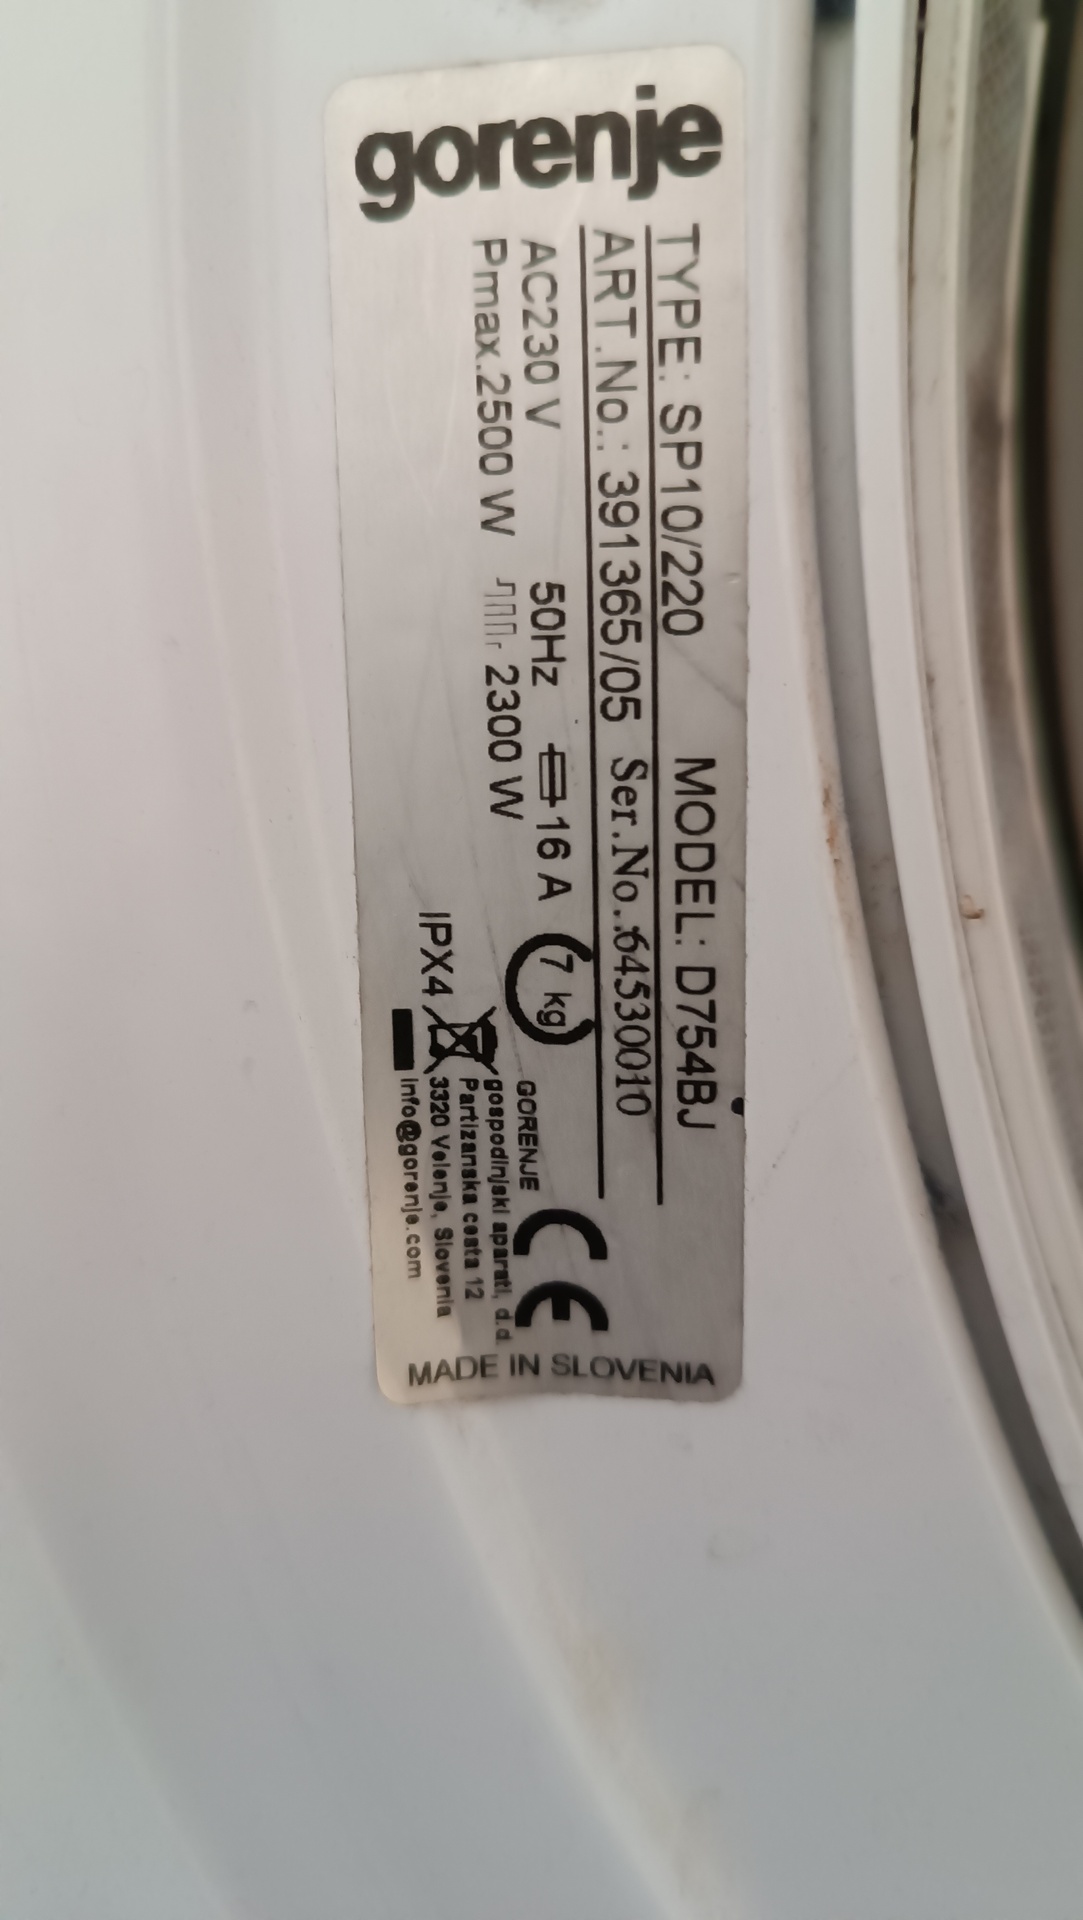 gorenje
TYPE: SP10/220 MODEL: D754BJ
ART.No.: 391365/05 Ser.No.:64530010
AC230 V 50Hz 16 A 7 kg
Pmax.2500 W 2300 W
IPX4
GORENJE
gospodinjski aparati, d.d.
Partizanska cesta 12
3320 Velenje, Slovenia
info@gorenje.com
CE
MADE IN SLOVENIA